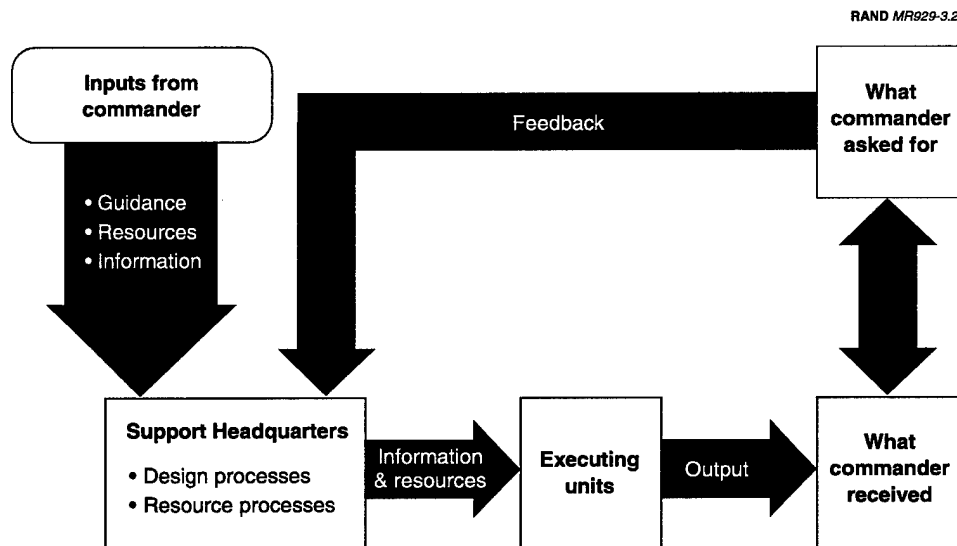 RAND MR929-3.2
Inputs from
commander
• Guidance
• Resources
• Information
Feedback
What
commander
asked for
Support Headquarters
• Design processes
• Resource processes
Information
& resources
Executing
units
Output
What
commander
received